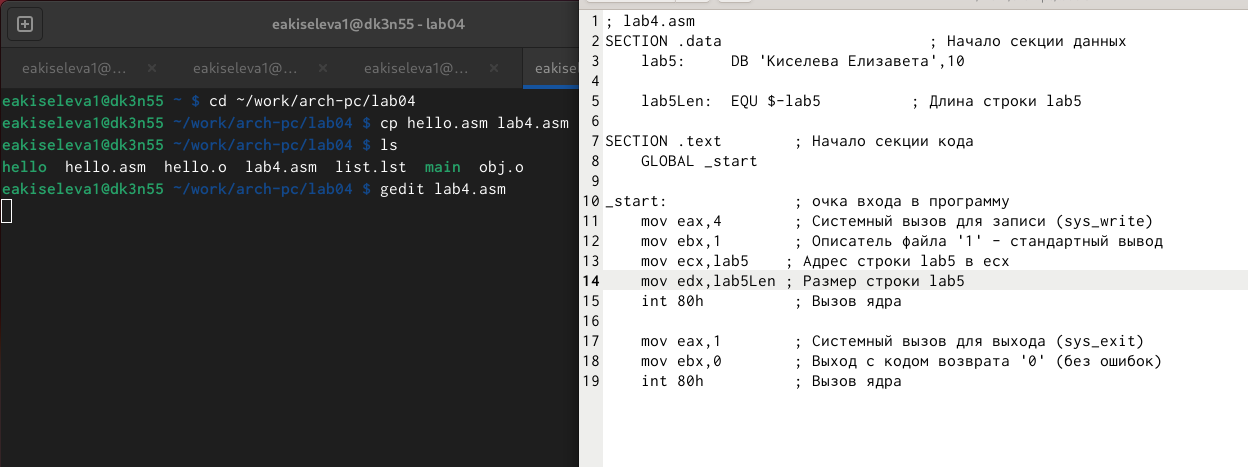 eakiseleva1@dk3n55 - lab04
eakiseleva1@... × eakiseleva1@... × eakiseleva1@... × eakiselev
eakiseleva1@dk3n55 ~ $ cd ~/work/arch-pc/lab04
eakiseleva1@dk3n55 ~/work/arch-pc/lab04 $ cp hello.asm lab4.asm
eakiseleva1@dk3n55 ~/work/arch-pc/lab04 $ ls
hello hello.asm hello.o lab4.asm list.lst main obj.o
eakiseleva1@dk3n55 ~/work/arch-pc/lab04 $ gedit lab4.asm
1 ; lab4.asm
2 SECTION .data ; Начало секции данных
3 lab5: DB 'Киселева Елизавета',10
4
5 lab5Len: EQU $-lab5 ; Длина строки lab5
6
7 SECTION .text ; Начало секции кода
8 GLOBAL _start
9
10 _start: ; очка входа в программу
11 mov eax,4 ; Системный вызов для записи (sys_write)
12 mov ebx,1 ; Описатель файла '1' - стандартный вывод
13 mov ecx,lab5 ; Адрес строки lab5 в ecx
14 mov edx,lab5Len ; Размер строки lab5
15 int 80h ; Вызов ядра
16
17 mov eax,1 ; Системный вызов для выхода (sys_exit)
18 mov ebx,0 ; Выход с кодом возврата '0' (без ошибок)
19 int 80h ; Вызов ядра